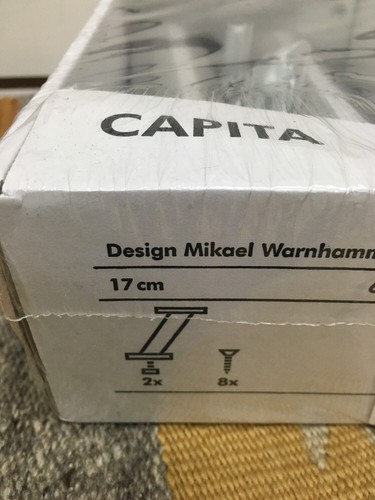 CAPITA
Design Mikael Warnhamm
17 cm
2x 8x